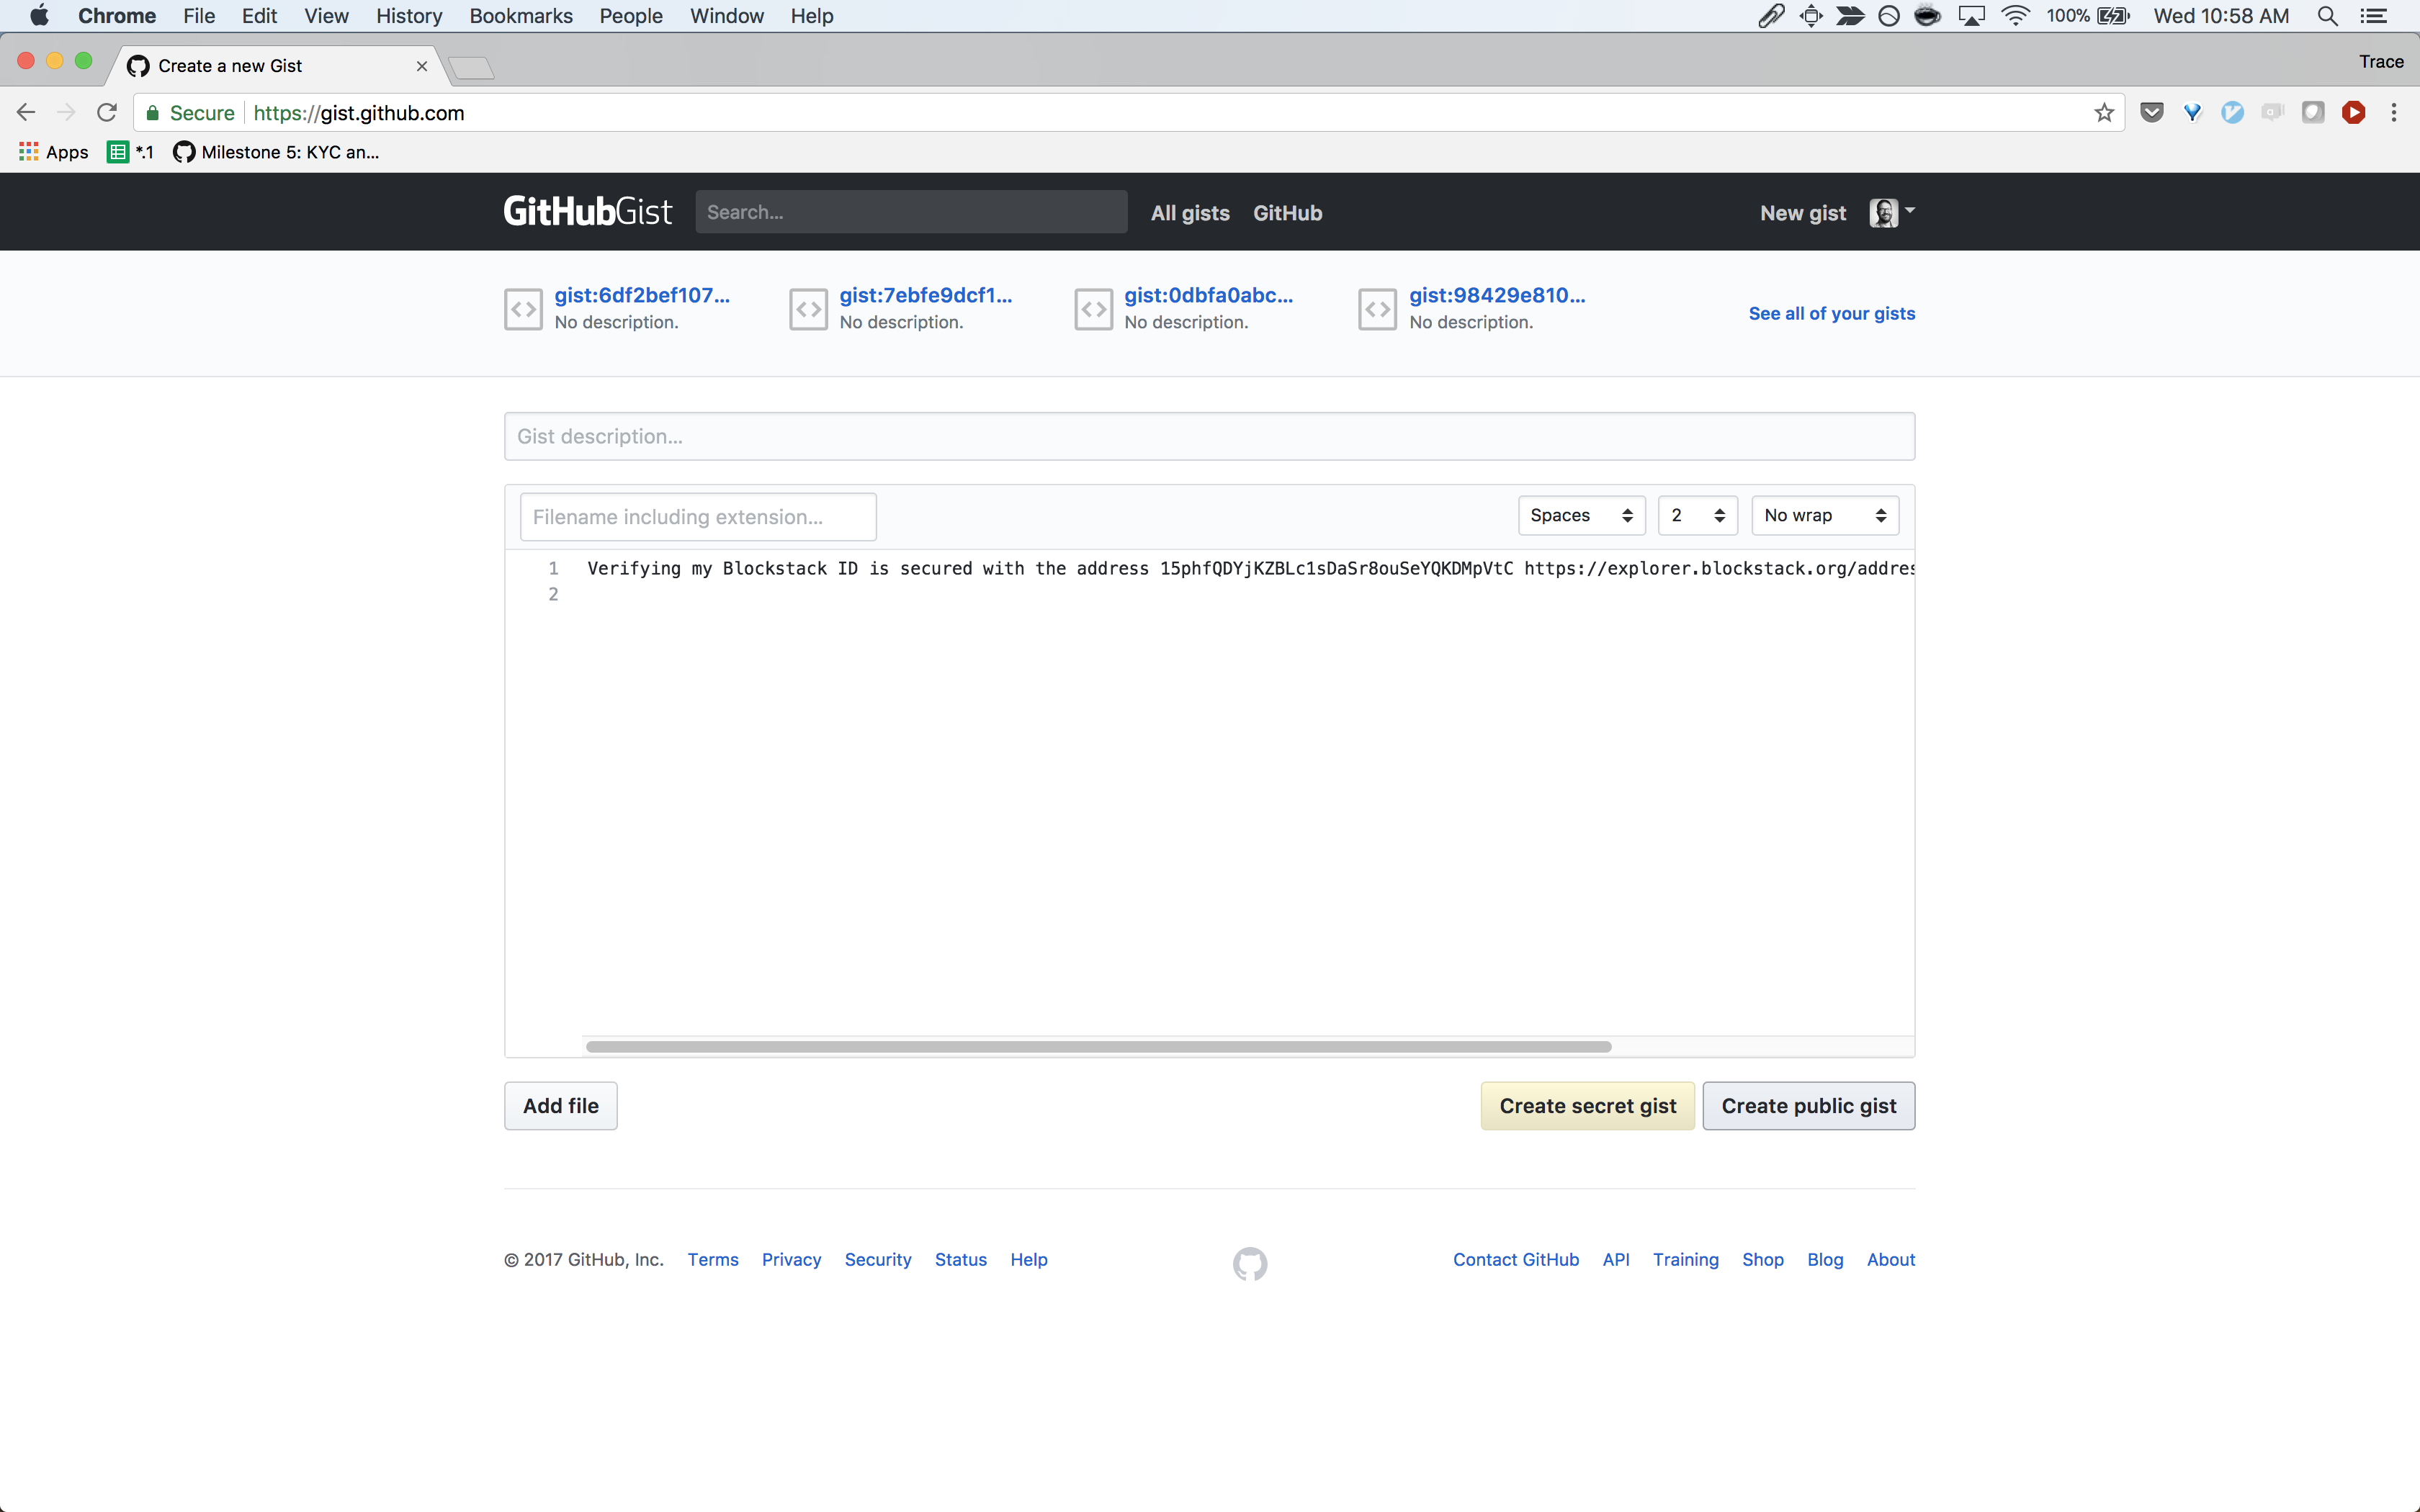 Chrome File Edit View History Bookmarks People Window Help 100% Wed 10:58 AM
Create a new Gist Trace
Secure https://gist.github.com
Apps *.1 Milestone 5: KYC an...
GitHubGist Search... All gists GitHub New gist
gist:6df2bef107... gist:7ebfe9dcf1... gist:0dbfa0abc... gist:98429e810...
No description. No description. No description. No description.
See all of your gists
Gist description...
Filename including extension... Spaces 2 No wrap
1 Verifying my Blockstack ID is secured with the address 15phfQDYjKZBLc1sDaSr8ouSeYQKDMpVtC https://explorer.blockstack.org/addres
2
Add file Create secret gist Create public gist
© 2017 GitHub, Inc. Terms Privacy Security Status Help Contact GitHub API Training Shop Blog About